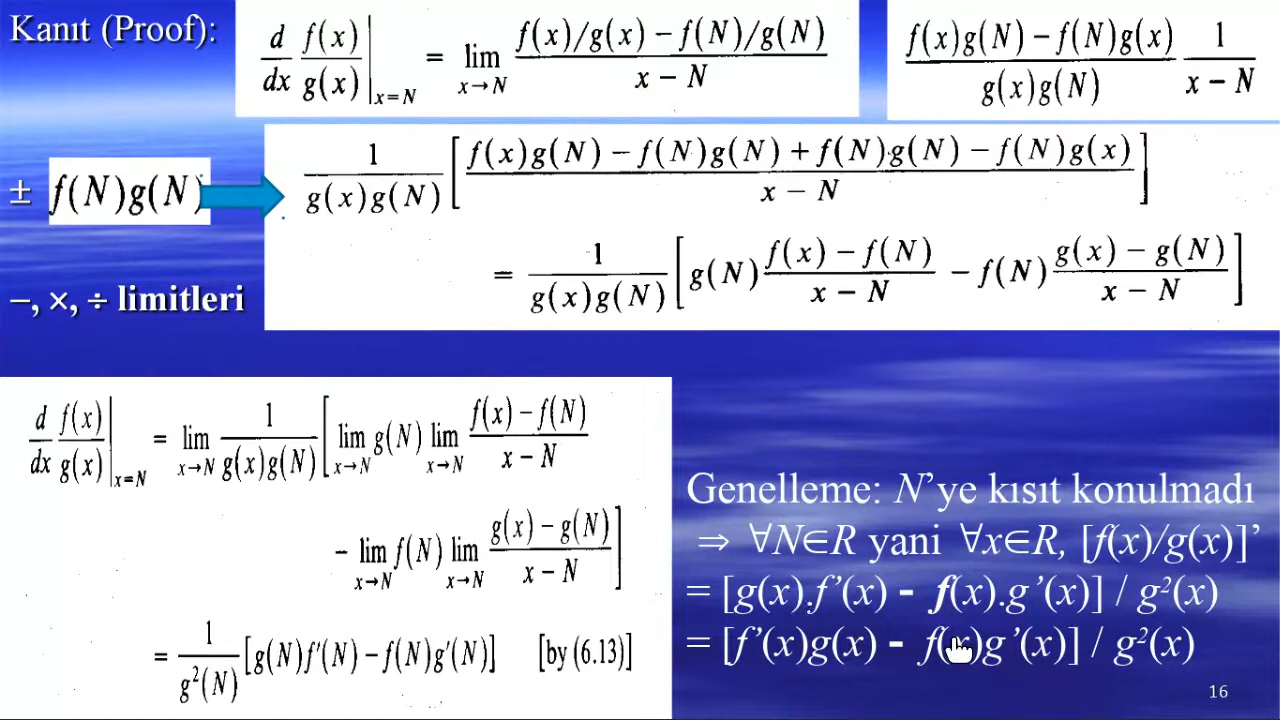 Kanıt (Proof):
d/dx f(x)/g(x) |x=N = lim x→N f(x)/g(x) − f(N)/g(N) / x − N
f(x)g(N) − f(N)g(x) / g(x)g(N) 1 / x − N
± f(N)g(N)
1 / g(x)g(N) [ f(x)g(N) − f(N)g(N) + f(N)g(N) − f(N)g(x) / x − N ]
= 1 / g(x)g(N) [ g(N) f(x) − f(N) / x − N − f(N) g(x) − g(N) / x − N ]
−, ×, ÷ limitleri
d/dx f(x)/g(x) |x=N = lim x→N 1 / g(x)g(N) [ lim x→N g(N) lim x→N f(x) − f(N) / x − N
− lim x→N f(N) lim x→N g(x) − g(N) / x − N ]
= 1 / g²(N) [g(N)f′(N) − f(N)g′(N)] [by (6.13)]
Genelleme: N’ye kısıt konulmadı
⇒ ∀N∈R yani ∀x∈R, [f(x)/g(x)]’
= [g(x).f’(x) - f(x).g’(x)] / g²(x)
= [f’(x)g(x) - f(x)g’(x)] / g²(x)
16